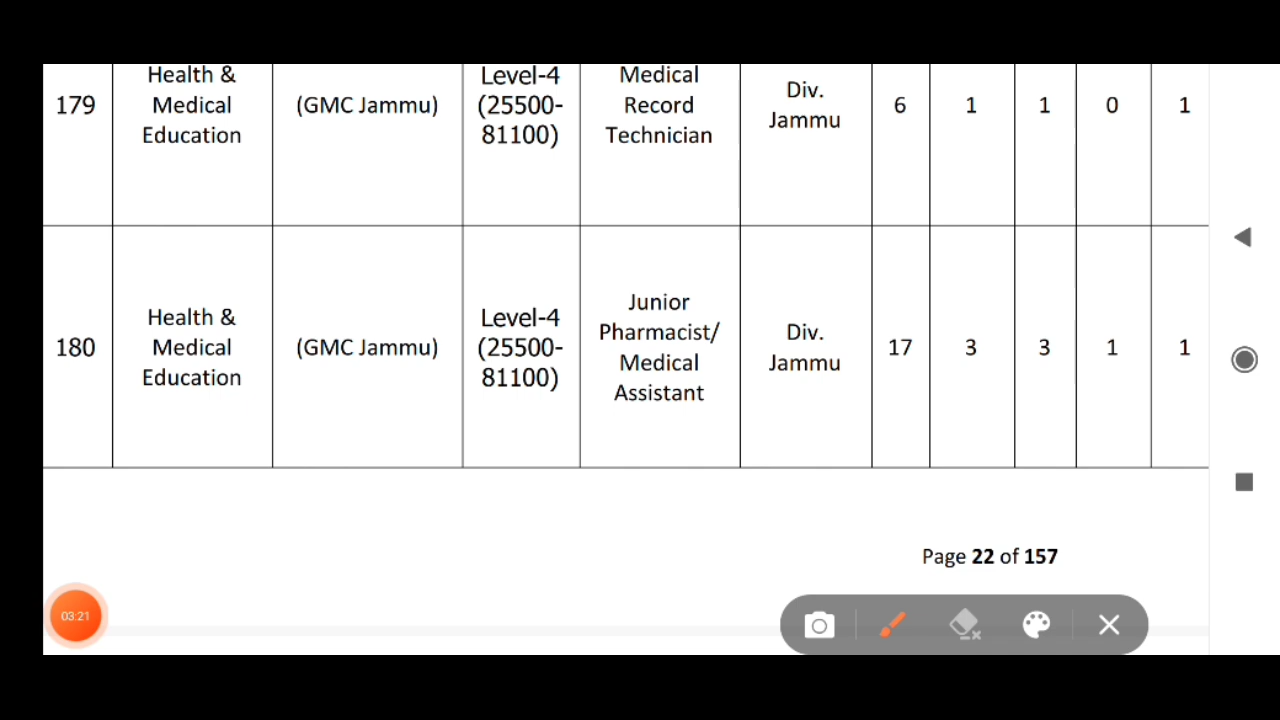 179
Health &
Medical
Education
(GMC Jammu)
Level-4
(25500-
81100)
Medical
Record
Technician
Div.
Jammu
6
1
1
0
1
180
Health &
Medical
Education
(GMC Jammu)
Level-4
(25500-
81100)
Junior
Pharmacist/
Medical
Assistant
Div.
Jammu
17
3
3
1
1
Page 22 of 157
03:21